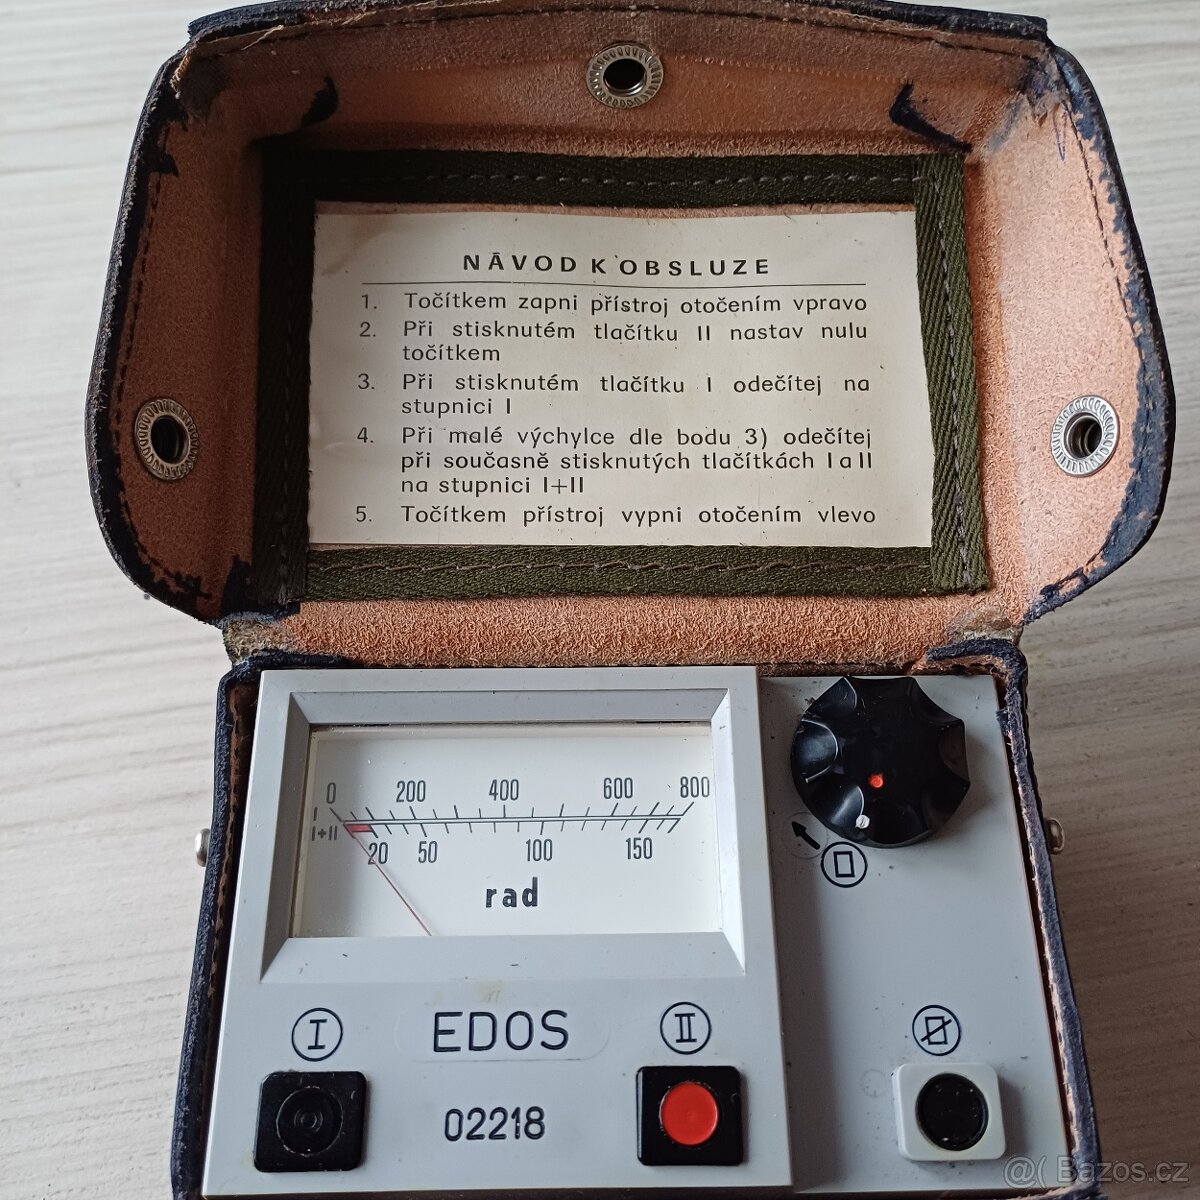 NÁVOD K OBSLUZE
1. Točítkem zapni přístroj otočením vpravo
2. Při stisknutém tlačítku II nastav nulu
točítkem
3. Při stisknutém tlačítku I odečítej na
stupnici I
4. Při malé výchylce dle bodu 3) odečítej
při současně stisknutých tlačítkách I a II
na stupnici I+II
5. Točítkem přístroj vypni otočením vlevo
0 200 400 600 800
I
I+II
20 50 100 150
rad
I EDOS II
02218
@( Bazos.cz